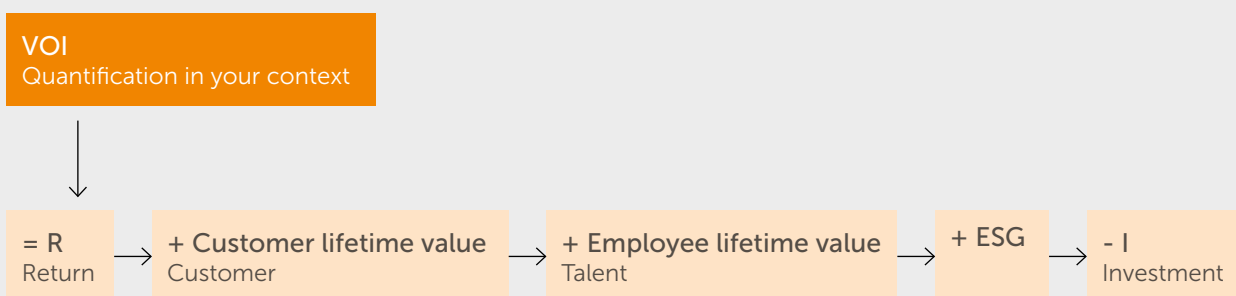 VOI
Quantification in your context
= R
Return
+ Customer lifetime value
Customer
+ Employee lifetime value
Talent
+ ESG
- I
Investment